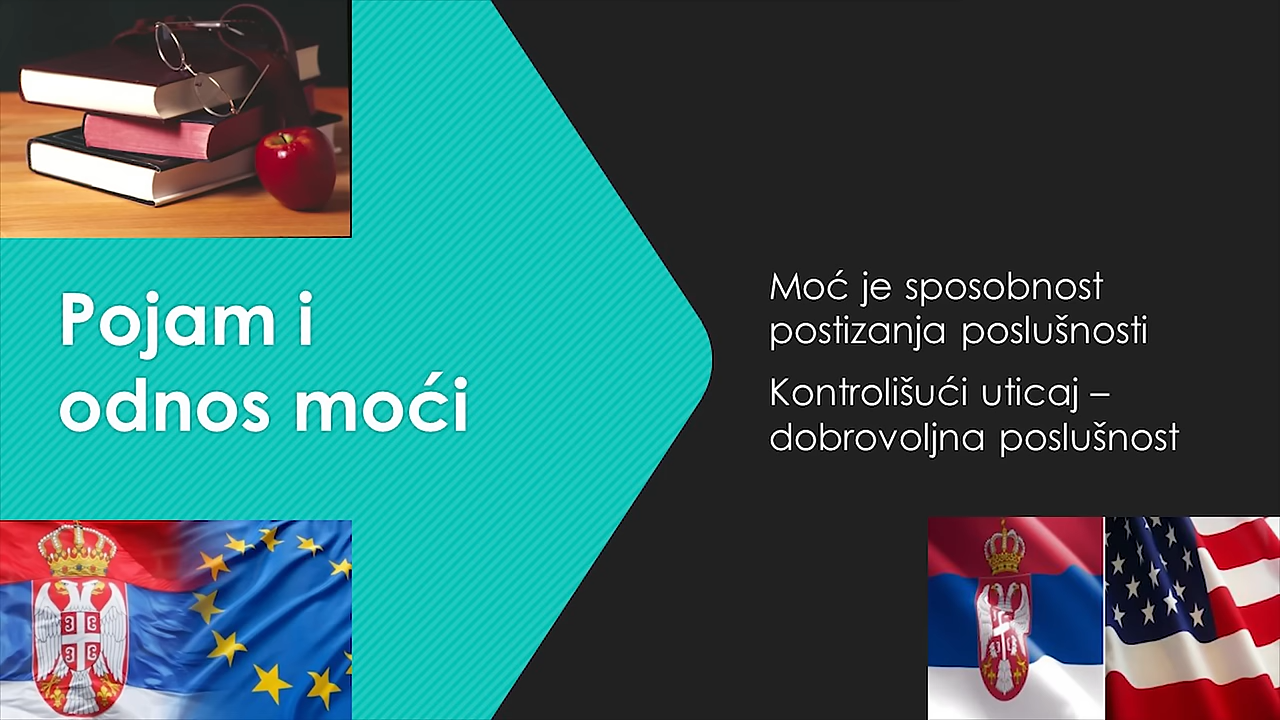 Pojam i
odnos moći
Moć je sposobnost
postizanja poslušnosti
Kontrolišući uticaj –
dobrovoljna poslušnost